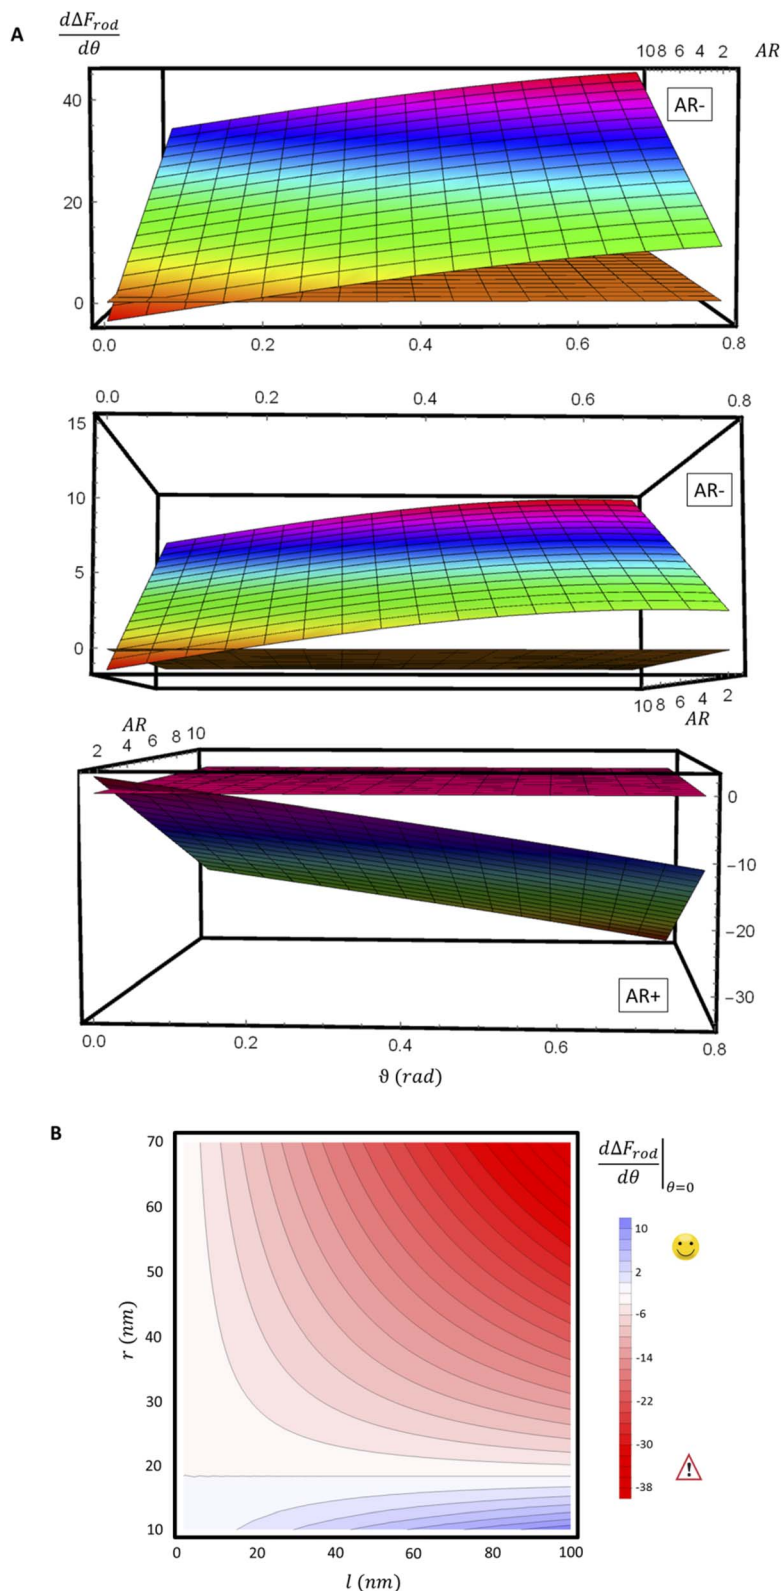 A
dΔF_rod
dθ
10 8 6 4 2 AR
AR-
40
20
0
0.0 0.2 0.4 0.6 0.8
0.0 0.2 0.4 0.6 0.8
15
AR-
10
5
0
10 8 6 4 2
AR
AR
2 4 6 8 10
0
−10
−20
−30
AR+
0.0 0.2 0.4 0.6 0.8
ϑ (rad)
B
dΔF_rod
dθ |θ=0
70
60
50
40
30
20
10
r (nm)
0 20 40 60 80 100
l (nm)
10
2
-6
-14
-22
-30
-38
!